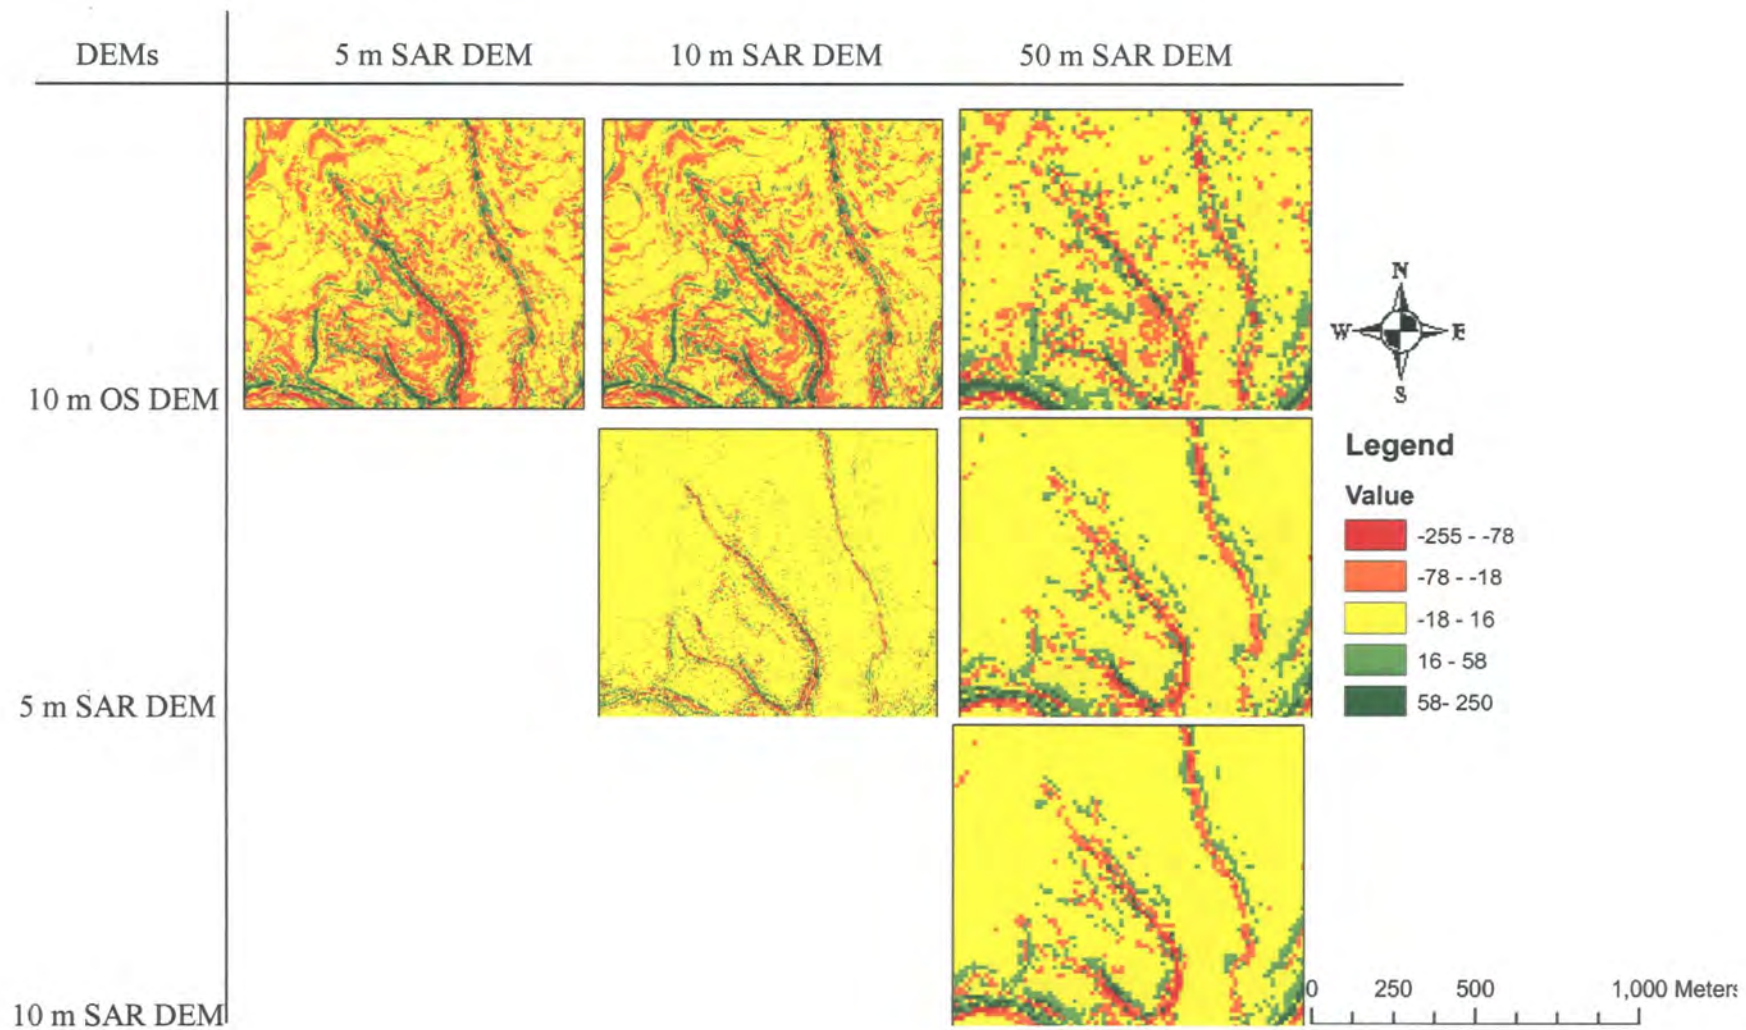 DEMs 5 m SAR DEM 10 m SAR DEM 50 m SAR DEM
N
W E
S
10 m OS DEM
Legend
Value
-255 - -78
-78 - -18
-18 - 16
16 - 58
58- 250
5 m SAR DEM
10 m SAR DEM
0 250 500 1,000 Meters